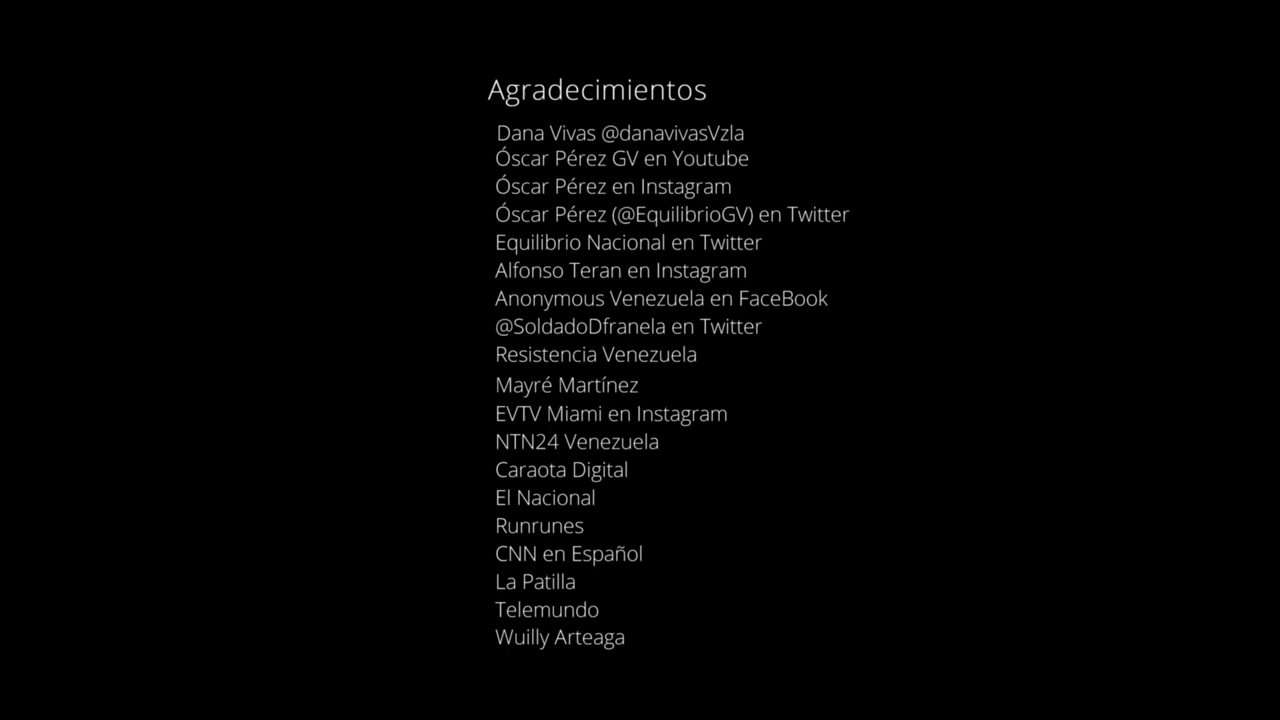 Agradecimientos
Dana Vivas @danavivasVzla
Óscar Pérez GV en Youtube
Óscar Pérez en Instagram
Óscar Pérez (@EquilibrioGV) en Twitter
Equilibrio Nacional en Twitter
Alfonso Teran en Instagram
Anonymous Venezuela en FaceBook
@SoldadoDfranela en Twitter
Resistencia Venezuela
Mayré Martínez
EVTV Miami en Instagram
NTN24 Venezuela
Caraota Digital
El Nacional
Runrunes
CNN en Español
La Patilla
Telemundo
Wuilly Arteaga